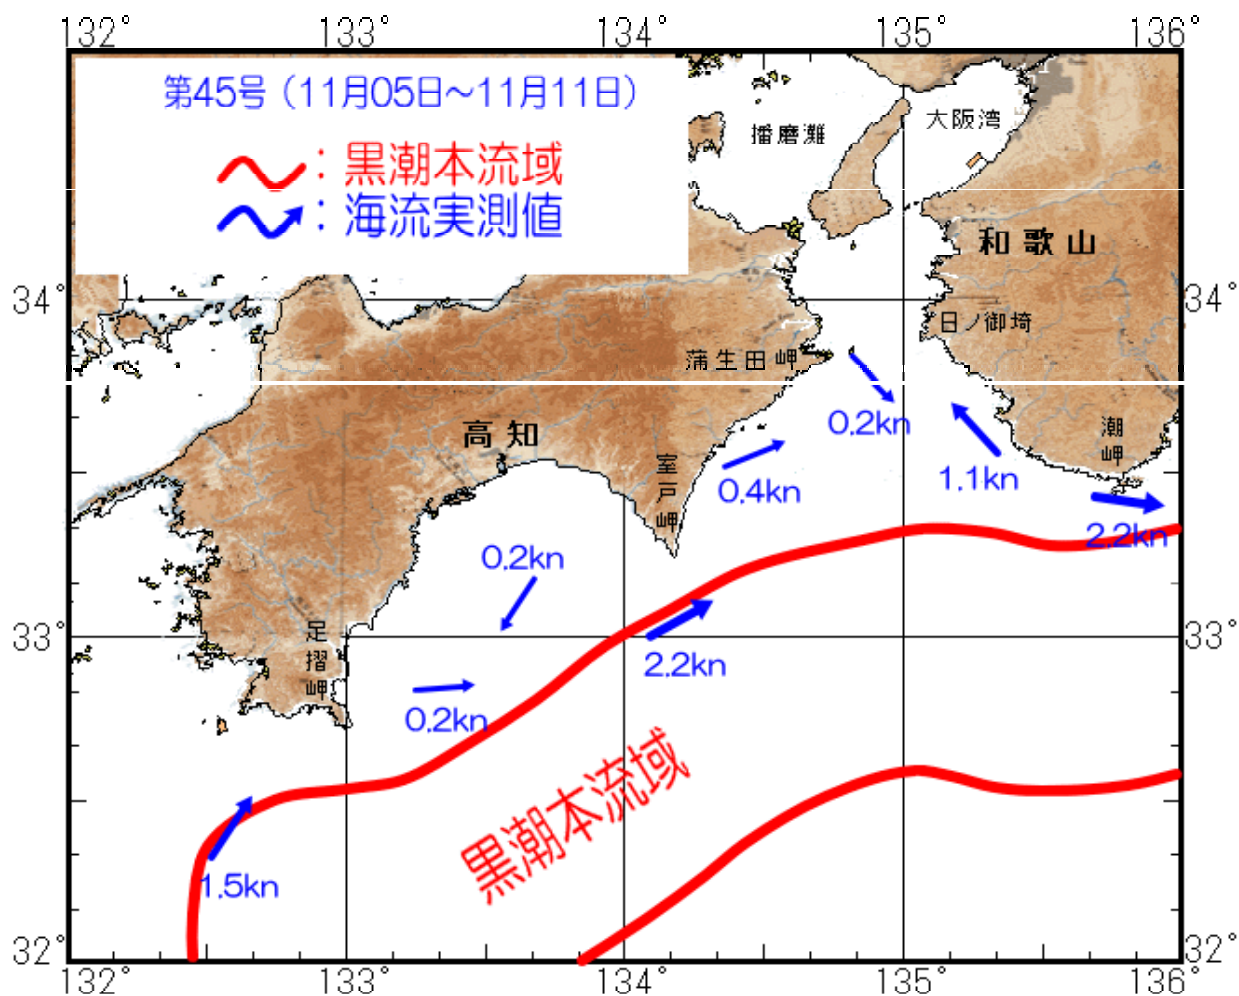 132° 133° 134° 135° 136°
第45号（11月05日～11月11日）
：黒潮本流域
：海流実測値
播磨灘
大阪湾
和歌山
34° 34°
日ノ御埼
蒲生田岬
0.2kn
高知
潮岬
室戸岬
0.4kn
1.1kn
2.2kn
0.2kn
33° 33°
足摺岬
2.2kn
0.2kn
黒潮本流域
1.5kn
32° 32°
132° 133° 134° 135° 136°